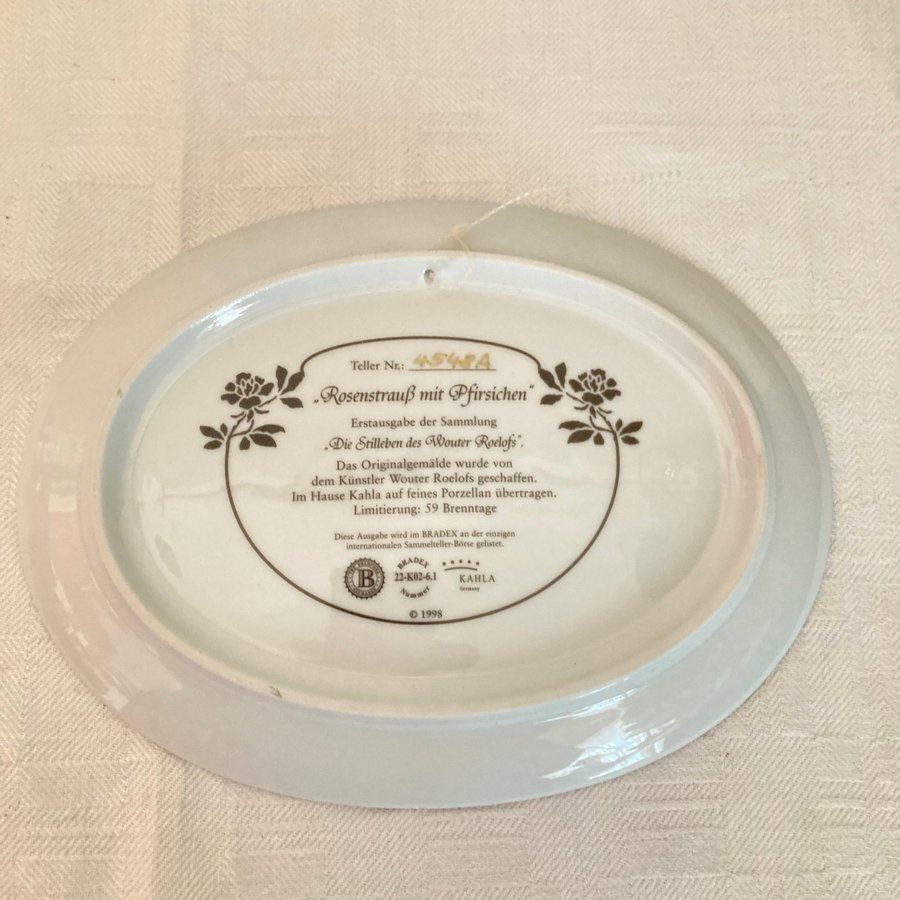 Teller Nr.: 4548A
„Rosenstrauß mit Pfirsichen“
Erstausgabe der Sammlung
„Die Stilleben des Wouter Roelofs“.
Das Originalgemälde wurde von
dem Künstler Wouter Roelofs geschaffen.
Im Hause Kahla auf feines Porzellan übertragen.
Limitierung: 59 Brenntage
Diese Ausgabe wird im BRADEX an der einzigen
internationalen Sammelteller-Börse gelistet.
B
BRADEX
22-K02-6.1
Nummer
KAHLA
Germany
© 1998